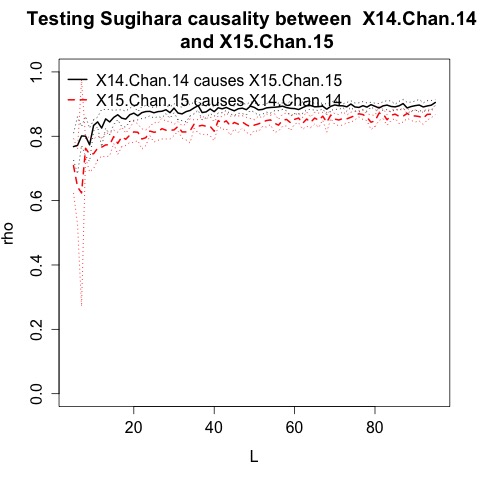 Testing Sugihara causality between  X14.Chan.14
and X15.Chan.15
1.0
0.8
0.6
0.4
0.2
0.0
rho
X14.Chan.14 causes X15.Chan.15
X15.Chan.15 causes X14.Chan.14
20
40
60
80
L